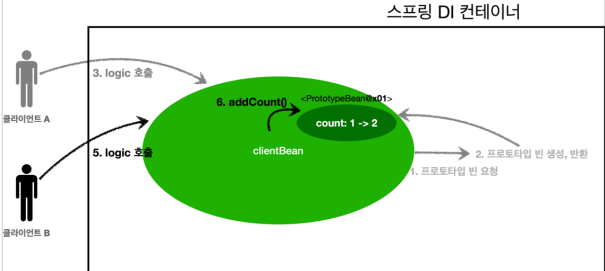 스프링 DI 컨테이너
3. logic 호출
클라이언트 A
6. addCount()
<PrototypeBean@x01>
count: 1 -> 2
5. logic 호출
clientBean
2. 프로토타입 빈 생성, 반환
1. 프로토타입 빈 요청
클라이언트 B